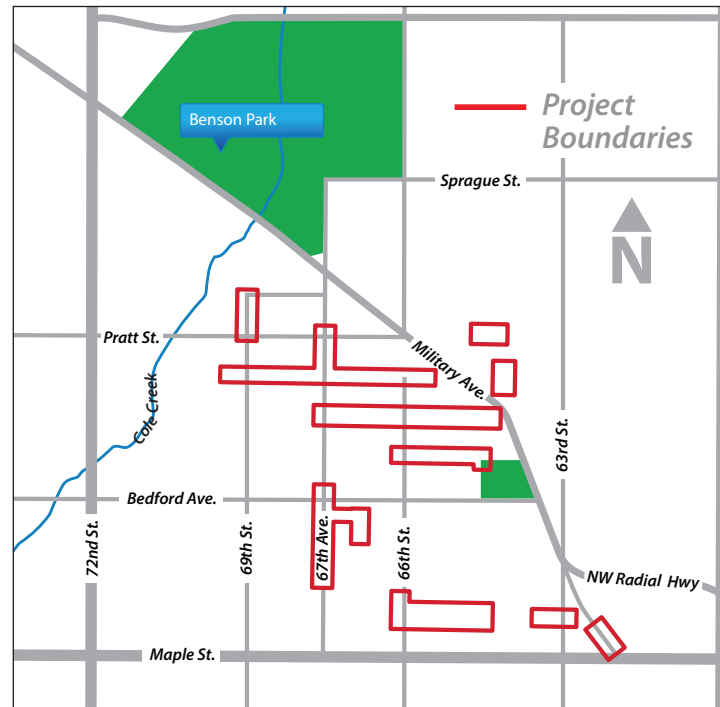 Benson Park
Project
Boundaries
Sprague St.
N
Pratt St.
Military Ave.
Cole Creek
63rd St.
Bedford Ave.
72nd St.
69th St.
67th Ave.
66th St.
NW Radial Hwy
Maple St.